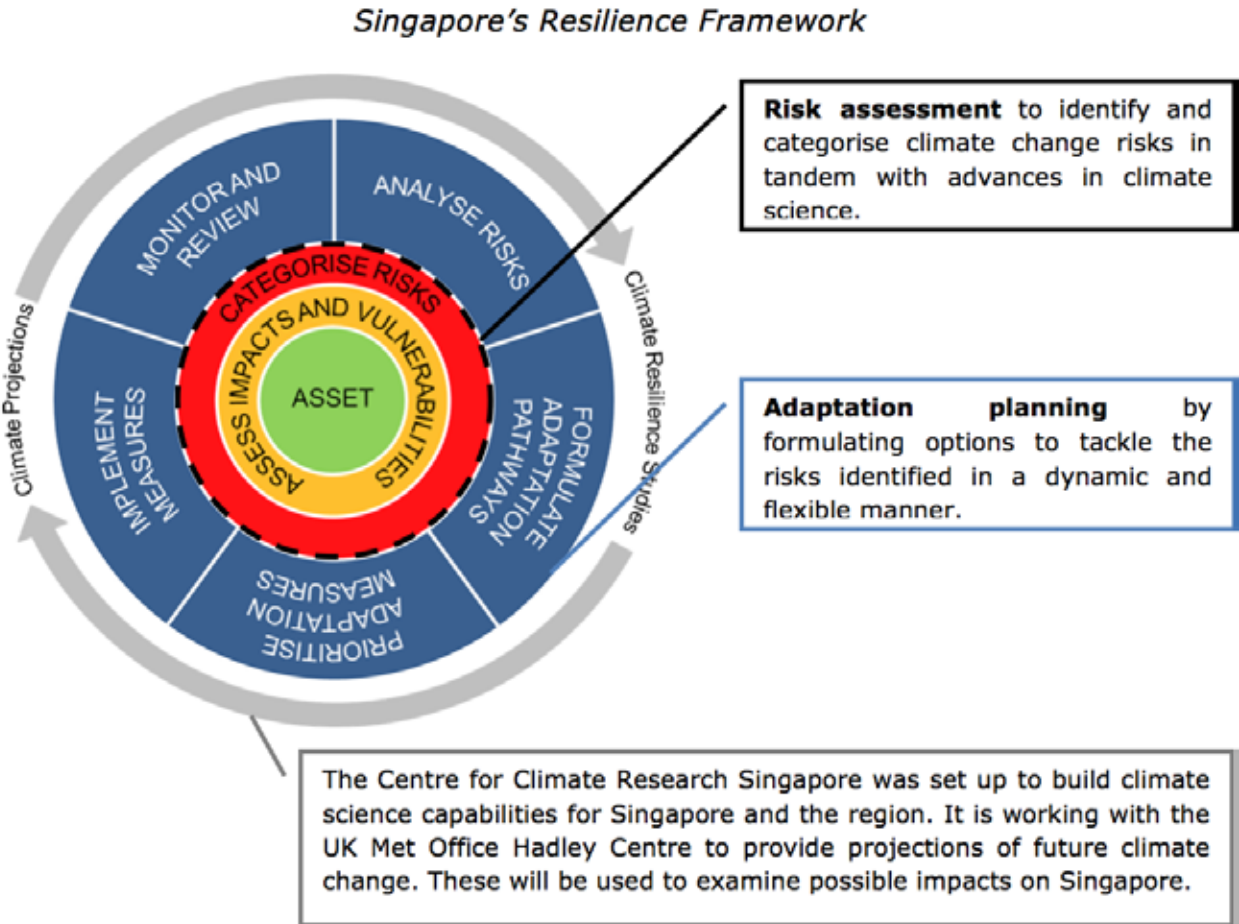 Singapore's Resilience Framework
Risk assessment to identify and
categorise climate change risks in
tandem with advances in climate
science.
MONITOR AND
REVIEW
ANALYSE RISKS
CATEGORISE RISKS
ASSESS IMPACTS AND VULNERABILITIES
ASSET
Climate Projections
Climate Resilience Studies
IMPLEMENT
MEASURES
FORMULATE
ADAPTATION
PATHWAYS
PRIORITISE
ADAPTATION
MEASURES
Adaptation planning by
formulating options to tackle the
risks identified in a dynamic and
flexible manner.
The Centre for Climate Research Singapore was set up to build climate
science capabilities for Singapore and the region. It is working with the
UK Met Office Hadley Centre to provide projections of future climate
change. These will be used to examine possible impacts on Singapore.